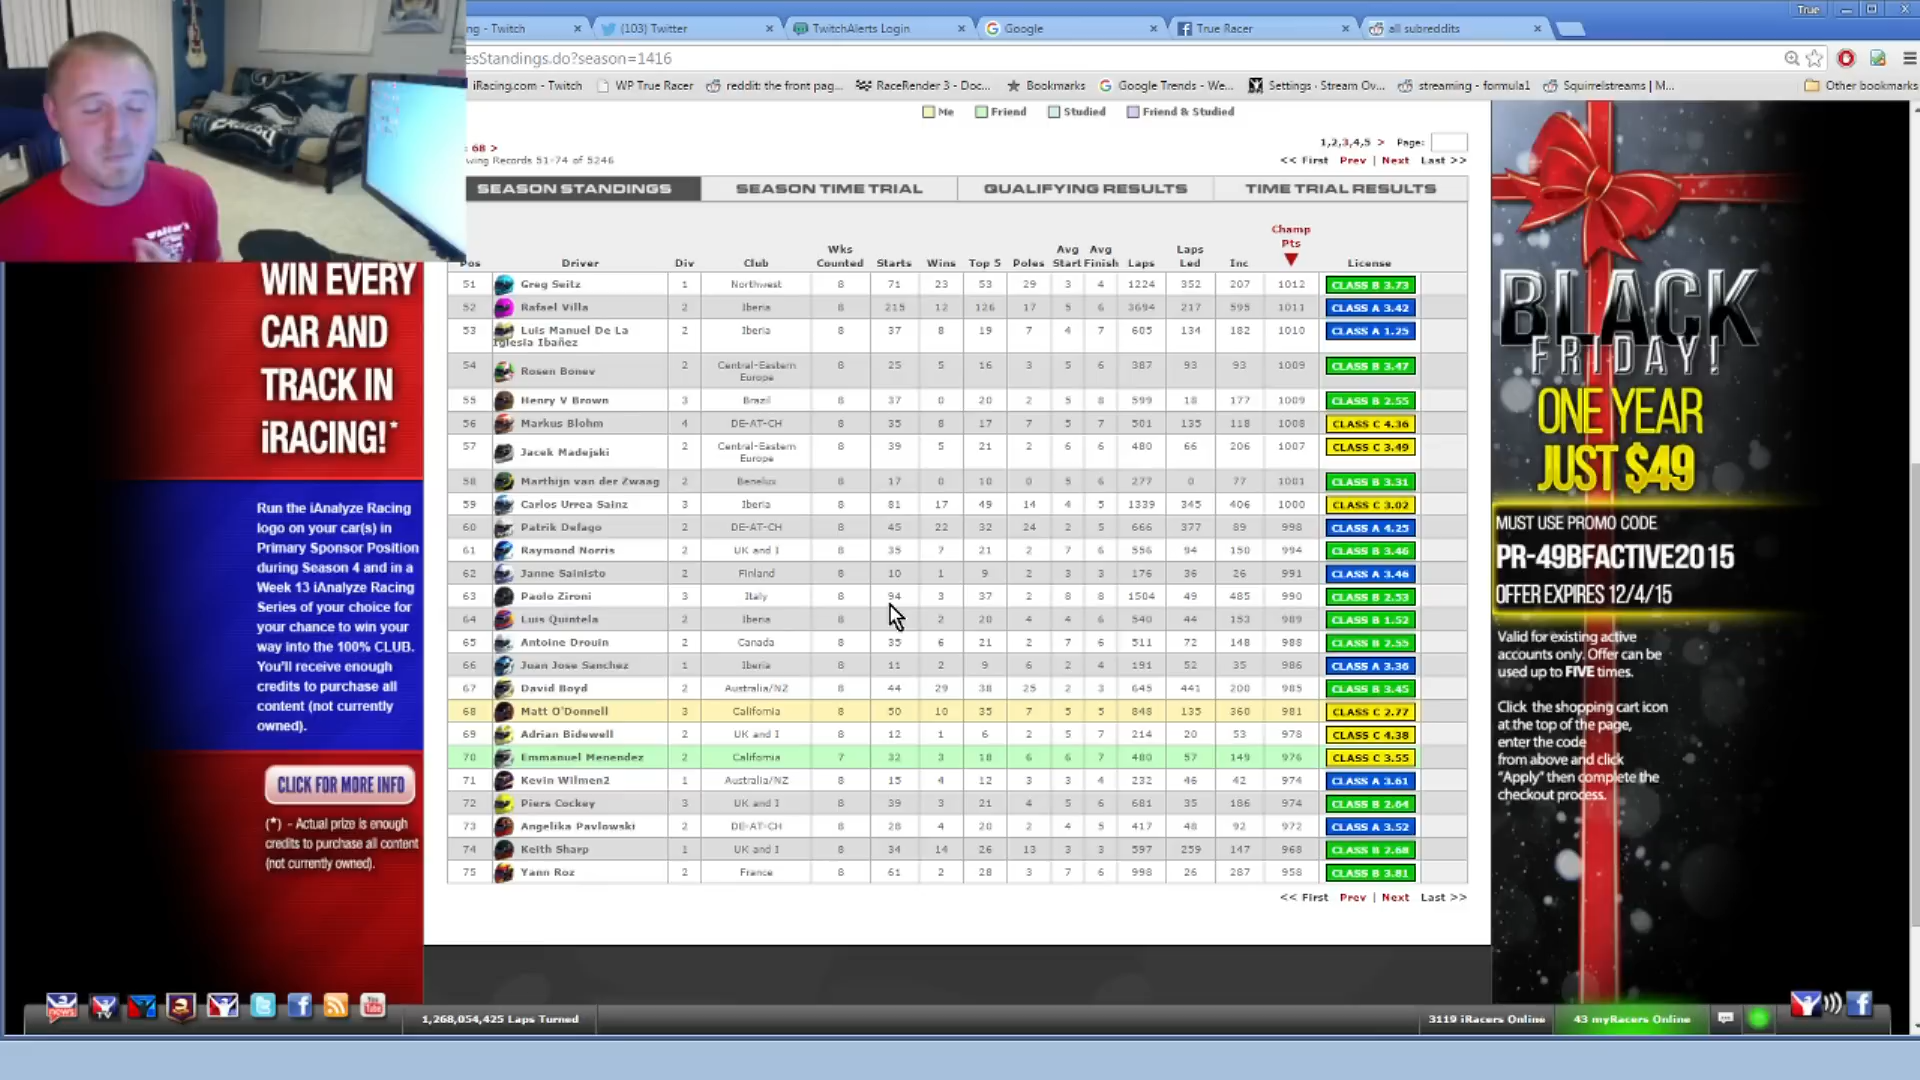 True
ng - Twitch
(103) Twitter
TwitchAlerts Login
Google
True Racer
all subreddits
esStandings.do?season=1416
iRacing.com - Twitch
WP True Racer
reddit: the front pag...
RaceRender 3 - Doc...
Bookmarks
Google Trends - We...
Settings · Stream Ov...
streaming - formula1
Squirrelstreams | M...
Other bookmarks
Me Friend Studied Friend & Studied
: 68 > 1,2,3,4,5 > Page:
wing Records 51-74 of 5246 << First Prev | Next Last >>
SEASON STANDINGS SEASON TIME TRIAL QUALIFYING RESULTS TIME TRIAL RESULTS
Pos Driver Div Club Wks Counted Starts Wins Top 5 Poles Avg Start Avg Finish Laps Laps Led Inc Champ Pts License
51 Greg Seitz 1 Northwest 8 71 23 53 29 3 4 1224 352 207 1012 CLASS B 3.73
52 Rafael Villa 2 Iberia 8 215 12 126 17 5 6 3694 217 595 1011 CLASS A 3.42
53 Luis Manuel De La Iglesia Ibañez 2 Iberia 8 37 8 19 7 4 7 605 134 182 1010 CLASS A 1.25
54 Rosen Bonev 2 Central-Eastern Europe 8 25 5 16 3 5 6 387 93 93 1009 CLASS B 3.47
55 Henry V Brown 3 Brazil 8 37 0 20 2 5 8 599 18 177 1009 CLASS B 2.55
56 Markus Blohm 4 DE-AT-CH 8 35 8 17 7 5 7 501 135 118 1008 CLASS C 4.36
57 Jacek Madejski 2 Central-Eastern Europe 8 39 5 21 2 6 6 480 66 206 1007 CLASS C 3.49
58 Marthijn van der Zwaag 2 Benelux 8 17 0 10 0 5 6 277 0 77 1001 CLASS B 3.31
59 Carlos Urrea Sainz 3 Iberia 8 81 17 49 14 4 5 1339 345 406 1000 CLASS C 3.02
60 Patrik Defago 2 DE-AT-CH 8 45 22 32 24 2 5 666 377 89 998 CLASS A 4.25
61 Raymond Norris 2 UK and I 8 35 7 21 2 7 6 556 94 150 994 CLASS B 3.46
62 Janne Sainisto 2 Finland 8 10 1 9 2 3 3 176 36 26 991 CLASS A 3.46
63 Paolo Zironi 3 Italy 8 94 3 37 2 8 8 1504 49 485 990 CLASS B 2.53
64 Luis Quintela 2 Iberia 8 2 20 4 4 6 540 44 153 989 CLASS B 1.52
65 Antoine Drouin 2 Canada 8 35 6 21 2 7 6 511 72 148 988 CLASS B 2.55
66 Juan Jose Sanchez 1 Iberia 8 11 2 9 6 2 4 191 52 35 986 CLASS A 3.36
67 David Boyd 2 Australia/NZ 8 44 29 38 25 2 3 645 441 200 985 CLASS B 3.45
68 Matt O'Donnell 3 California 8 50 10 35 7 5 5 848 135 360 981 CLASS C 2.77
69 Adrian Bidewell 2 UK and I 8 12 1 6 2 5 7 214 20 53 978 CLASS C 4.38
70 Emmanuel Menendez 2 California 7 32 3 18 6 6 7 480 57 149 976 CLASS C 3.55
71 Kevin Wilmen2 1 Australia/NZ 8 15 4 12 3 3 4 232 46 42 974 CLASS A 3.61
72 Piers Cockey 3 UK and I 8 39 3 21 4 5 6 681 35 186 974 CLASS B 2.64
73 Angelika Pavlowski 2 DE-AT-CH 8 28 4 20 2 4 5 417 48 92 972 CLASS A 3.52
74 Keith Sharp 1 UK and I 8 34 14 26 13 3 3 597 259 147 968 CLASS B 2.68
75 Yann Roz 2 France 8 61 2 28 3 7 6 998 26 287 958 CLASS B 3.81
<< First Prev | Next Last >>
WIN EVERY
CAR AND
TRACK IN
iRACING!*
Run the iAnalyze Racing
logo on your car(s) in
Primary Sponsor Position
during Season 4 and in a
Week 13 iAnalyze Racing
Series of your choice for
your chance to win your
way into the 100% CLUB.
You'll receive enough
credits to purchase all
content (not currently
owned).
CLICK FOR MORE INFO
(*) - Actual prize is enough
credits to purchase all content
(not currently owned).
BLACK
FRIDAY!
ONE YEAR
JUST $49
MUST USE PROMO CODE
PR-49BFACTIVE2015
OFFER EXPIRES 12/4/15
Valid for existing active
accounts only. Offer can be
used up to FIVE times.
Click the shopping cart icon
at the top of the page,
enter the code
from above and click
"Apply" then complete the
checkout process.
news
TV
You Tube
1,268,054,425 Laps Turned
3119 iRacers Online
43 myRacers Online